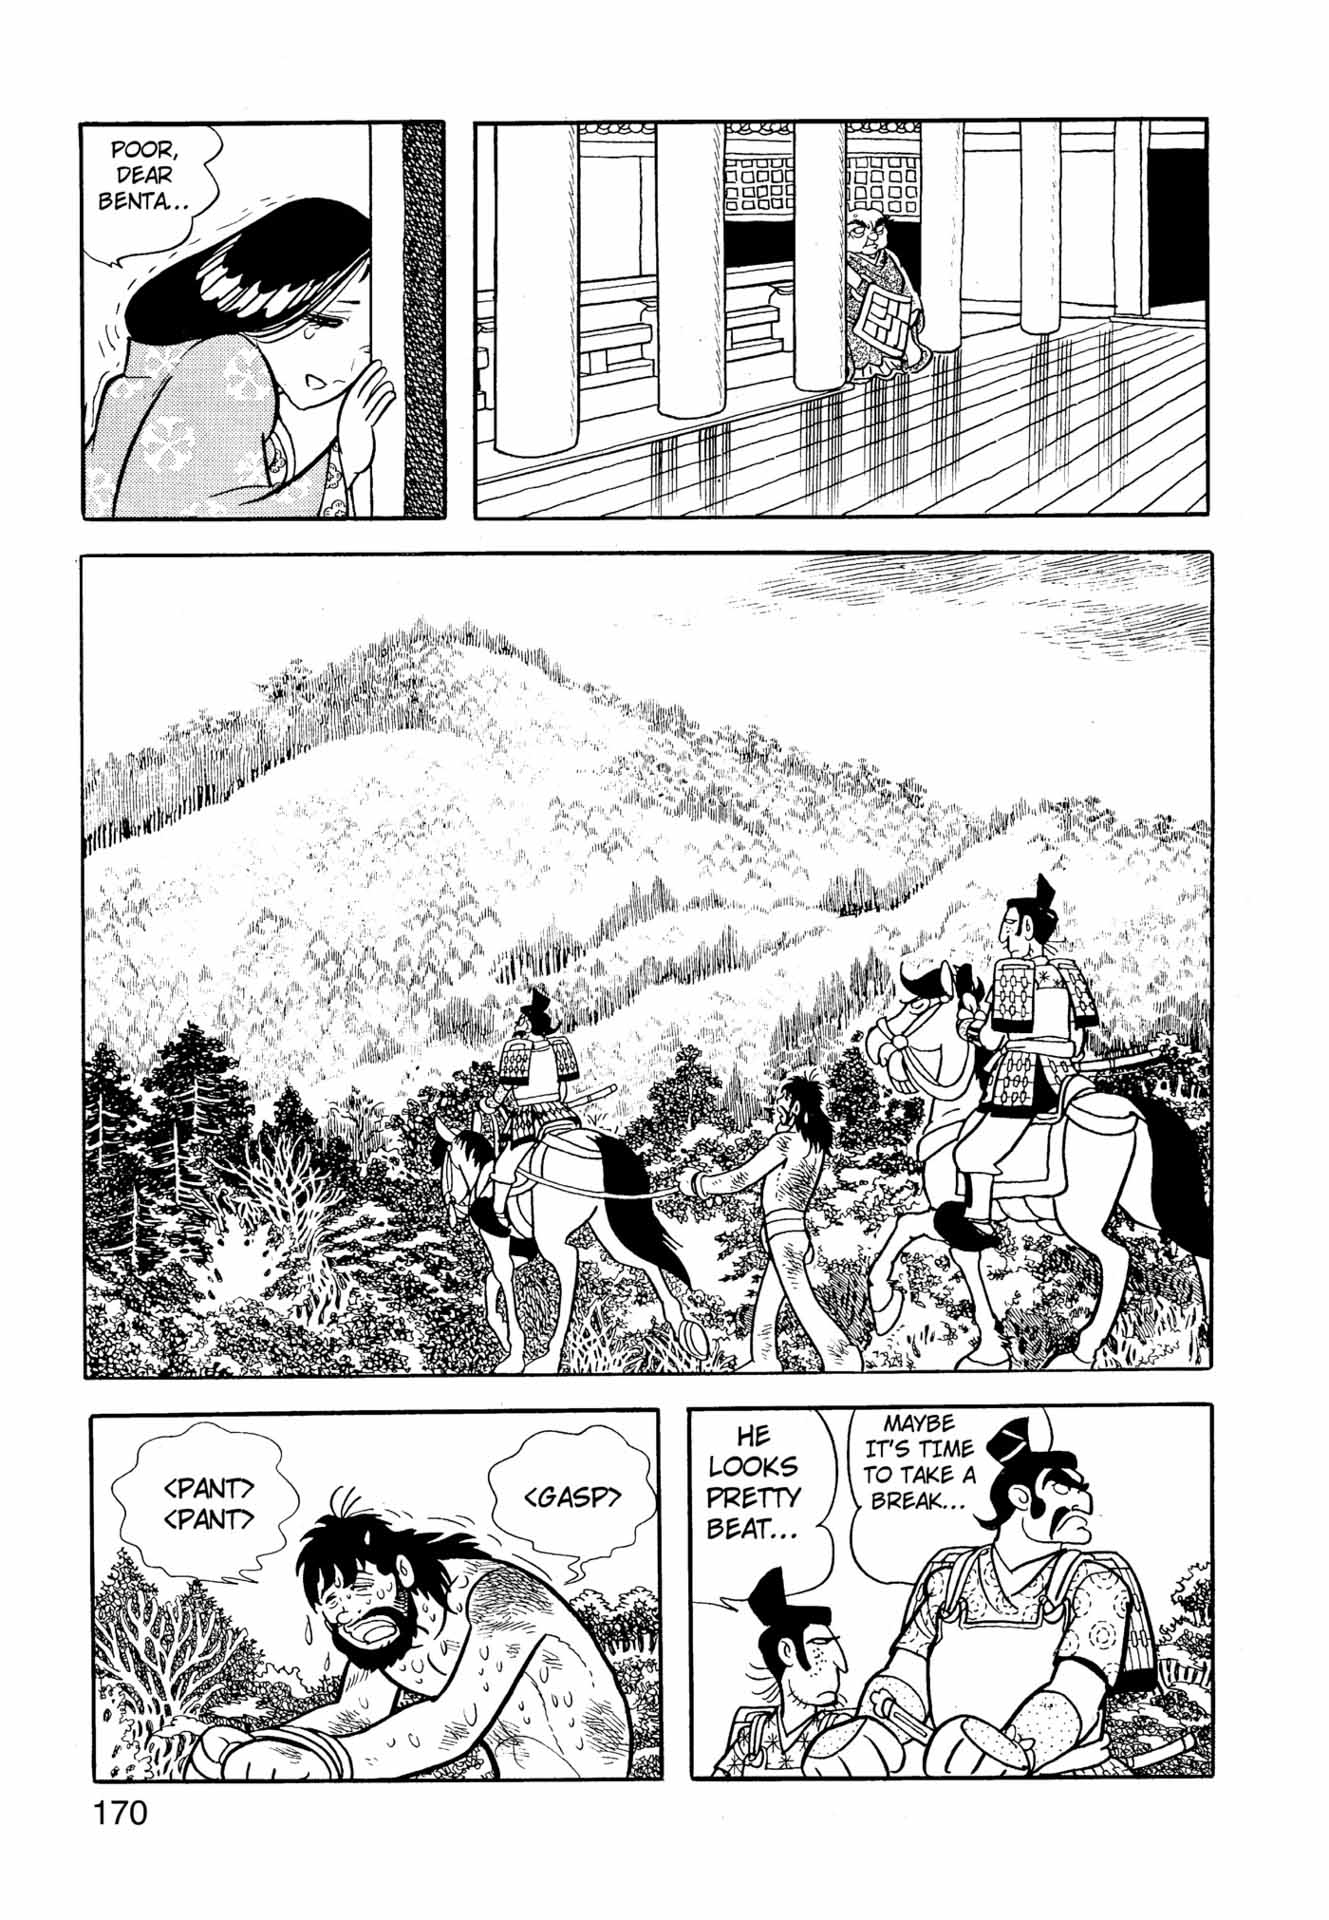 POOR,
DEAR
BENTA...
<PANT>
<PANT>
<GASP>
HE
LOOKS
PRETTY
BEAT...
MAYBE
IT'S TIME
TO TAKE A
BREAK...
170